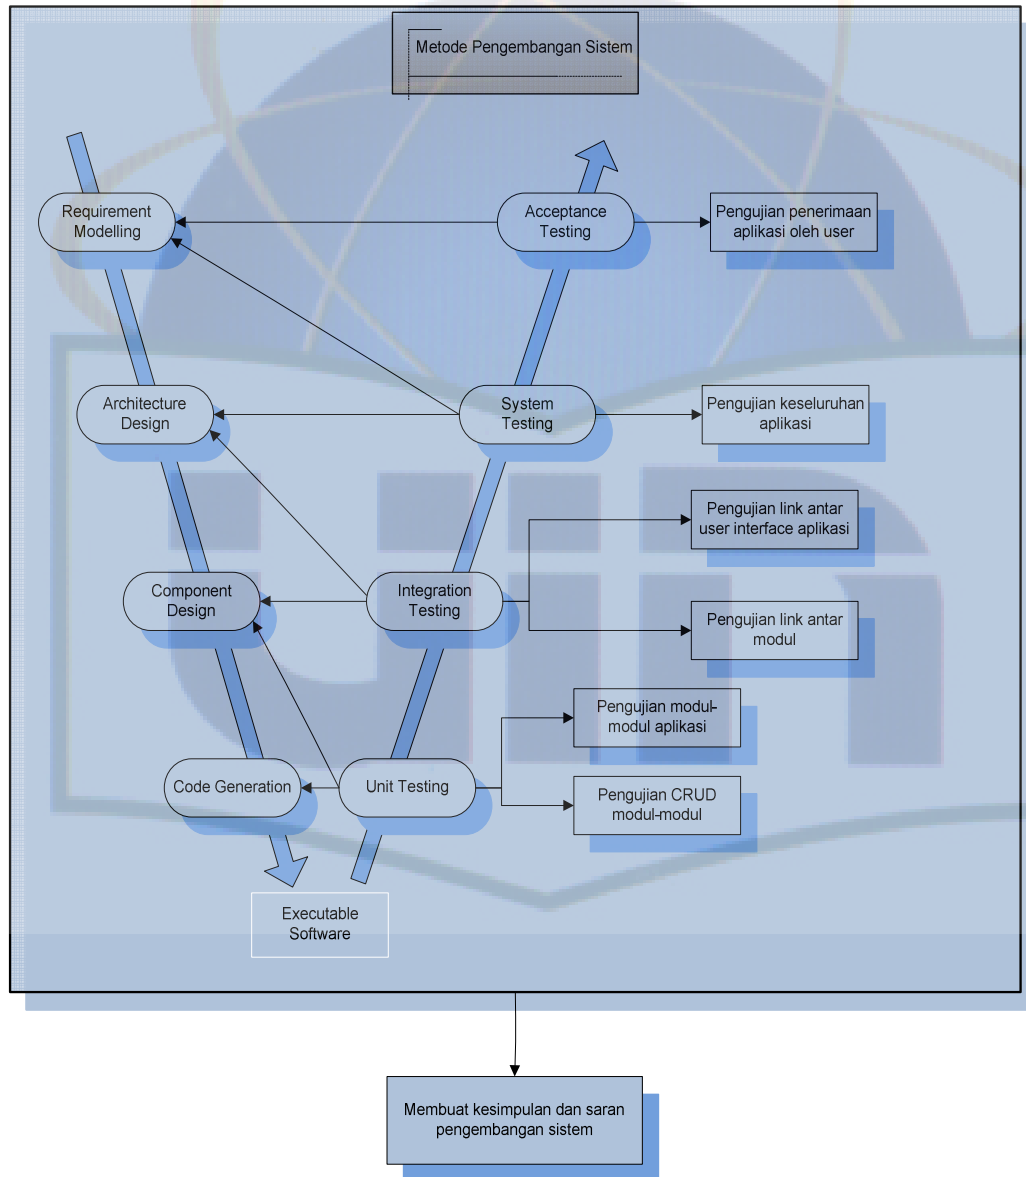 Metode Pengembangan Sistem
Requirement
Modelling
Acceptance
Testing
Pengujian penerimaan
aplikasi oleh user
Architecture
Design
System
Testing
Pengujian keseluruhan
aplikasi
Pengujian link antar
user interface aplikasi
Component
Design
Integration
Testing
Pengujian link antar
modul
Pengujian modul-
modul aplikasi
Code Generation
Unit Testing
Pengujian CRUD
modul-modul
Executable
Software
Membuat kesimpulan dan saran
pengembangan sistem
uin